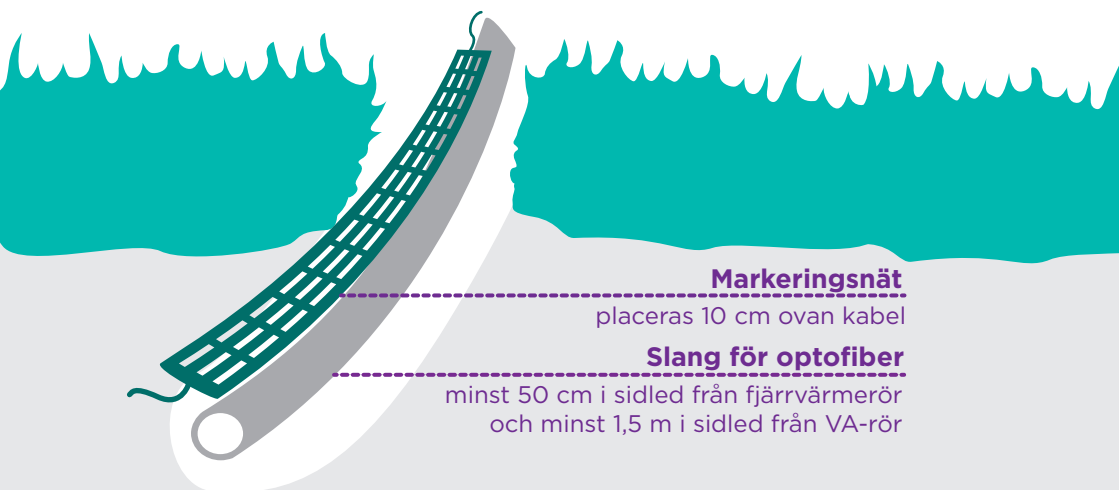 Markeringsnät
placeras 10 cm ovan kabel
Slang för optofiber
minst 50 cm i sidled från fjärrvärmerör
och minst 1,5 m i sidled från VA-rör